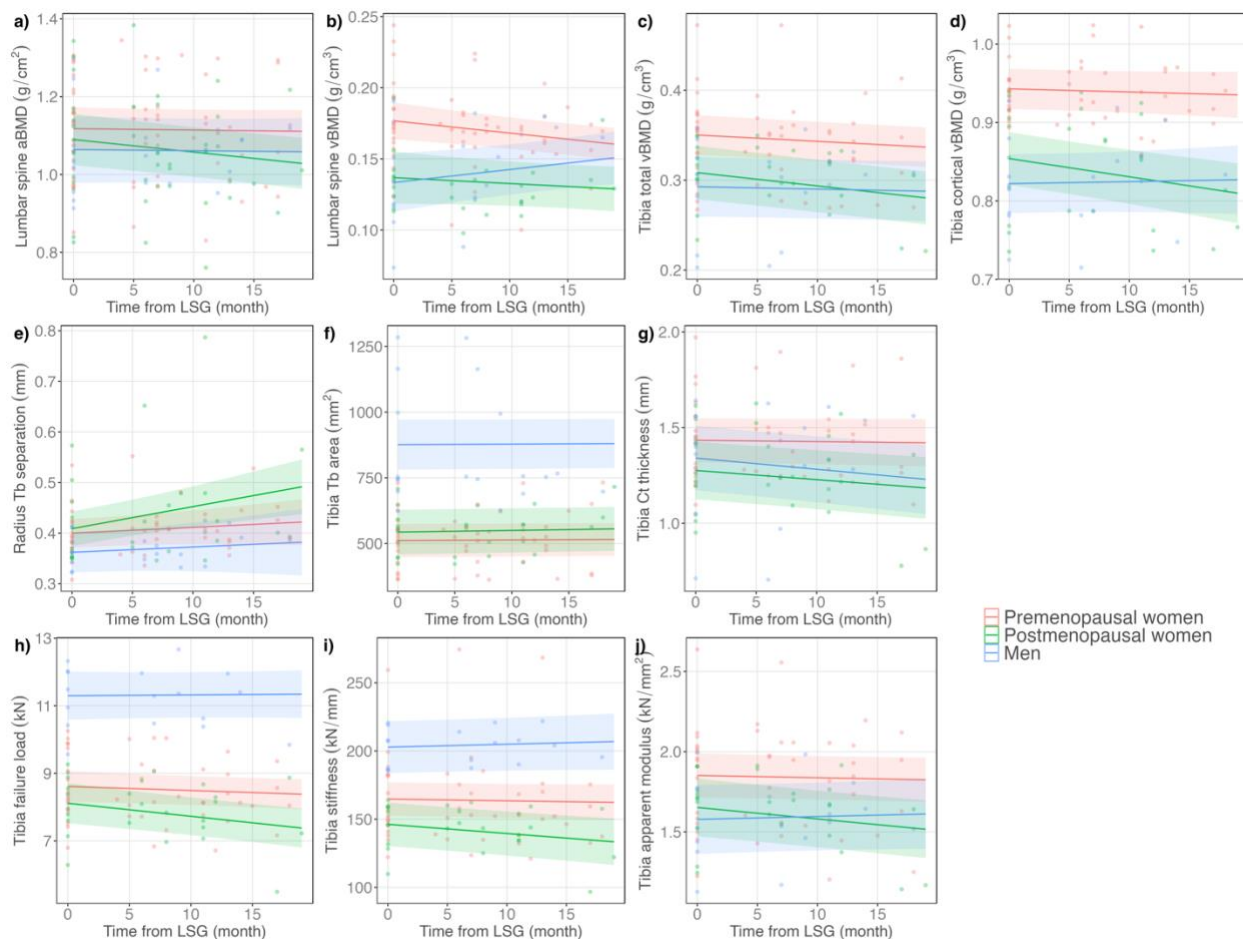 a)
Lumbar spine aBMD (g/cm²)
1.4
1.2
1.0
0.8
0 5 10 15
Time from LSG (month)
b)
Lumbar spine vBMD (g/cm³)
0.25
0.20
0.15
0.10
0 5 10 15
Time from LSG (month)
c)
Tibia total vBMD (g/cm³)
0.4
0.3
0.2
0 5 10 15
Time from LSG (month)
d)
Tibia cortical vBMD (g/cm³)
1.0
0.9
0.8
0.7
0 5 10 15
Time from LSG (month)
e)
Radius Tb separation (mm)
0.8
0.7
0.6
0.5
0.4
0.3
0 5 10 15
Time from LSG (month)
f)
Tibia Tb area (mm²)
1250
1000
750
500
0 5 10 15
Time from LSG (month)
g)
Tibia Ct thickness (mm)
2.0
1.5
1.0
0 5 10 15
Time from LSG (month)
Premenopausal women
Postmenopausal women
Men
h)
Tibia failure load (kN)
13
11
9
7
0 5 10 15
Time from LSG (month)
i)
Tibia stiffness (kN/mm)
250
200
150
100
0 5 10 15
Time from LSG (month)
j)
Tibia apparent modulus (kN/mm²)
2.5
2.0
1.5
0 5 10 15
Time from LSG (month)